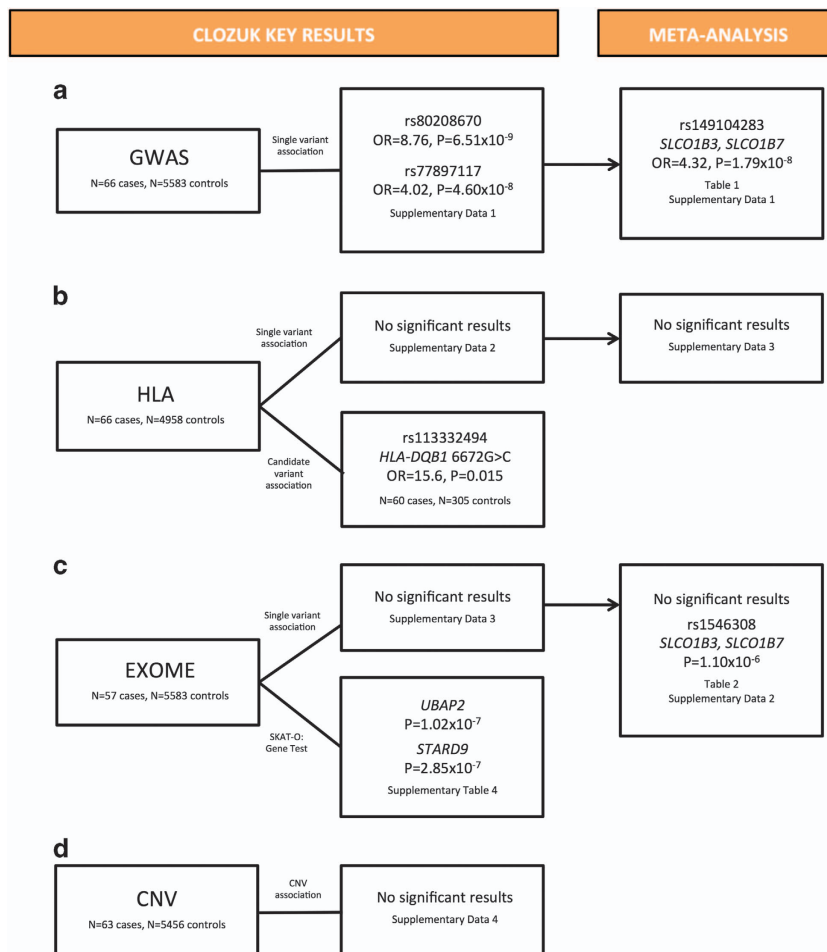 CLOZUK KEY RESULTS
META-ANALYSIS
a
GWAS
N=66 cases, N=5583 controls
Single variant
association
rs80208670
OR=8.76, P=6.51x10⁻⁹
rs77897117
OR=4.02, P=4.60x10⁻⁸
Supplementary Data 1
rs149104283
SLCO1B3, SLCO1B7
OR=4.32, P=1.79x10⁻⁸
Table 1
Supplementary Data 1
b
HLA
N=66 cases, N=4958 controls
Single variant
association
No significant results
Supplementary Data 2
No significant results
Supplementary Data 3
Candidate
variant
association
rs113332494
HLA-DQB1 6672G>C
OR=15.6, P=0.015
N=60 cases, N=305 controls
c
EXOME
N=57 cases, N=5583 controls
Single variant
association
No significant results
Supplementary Data 3
No significant results
rs1546308
SLCO1B3, SLCO1B7
P=1.10x10⁻⁶
Table 2
Supplementary Data 2
SKAT-O:
Gene Test
UBAP2
P=1.02x10⁻⁷
STARD9
P=2.85x10⁻⁷
Supplementary Table 4
d
CNV
N=63 cases, N=5456 controls
CNV
association
No significant results
Supplementary Data 4